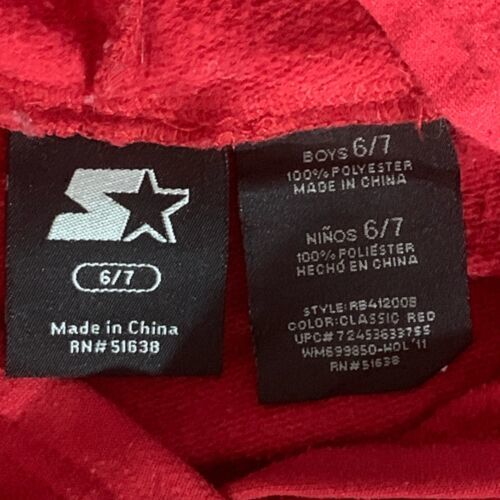 6/7
Made in China
RN# 51638
BOYS 6/7
100% POLYESTER
MADE IN CHINA
NIÑOS 6/7
100% POLIÉSTER
HECHO EN CHINA
STYLE: RB412008
COLOR: CLASSIC RED
UPC# 72453633755
WM699850-HOL'11
RN# 51638